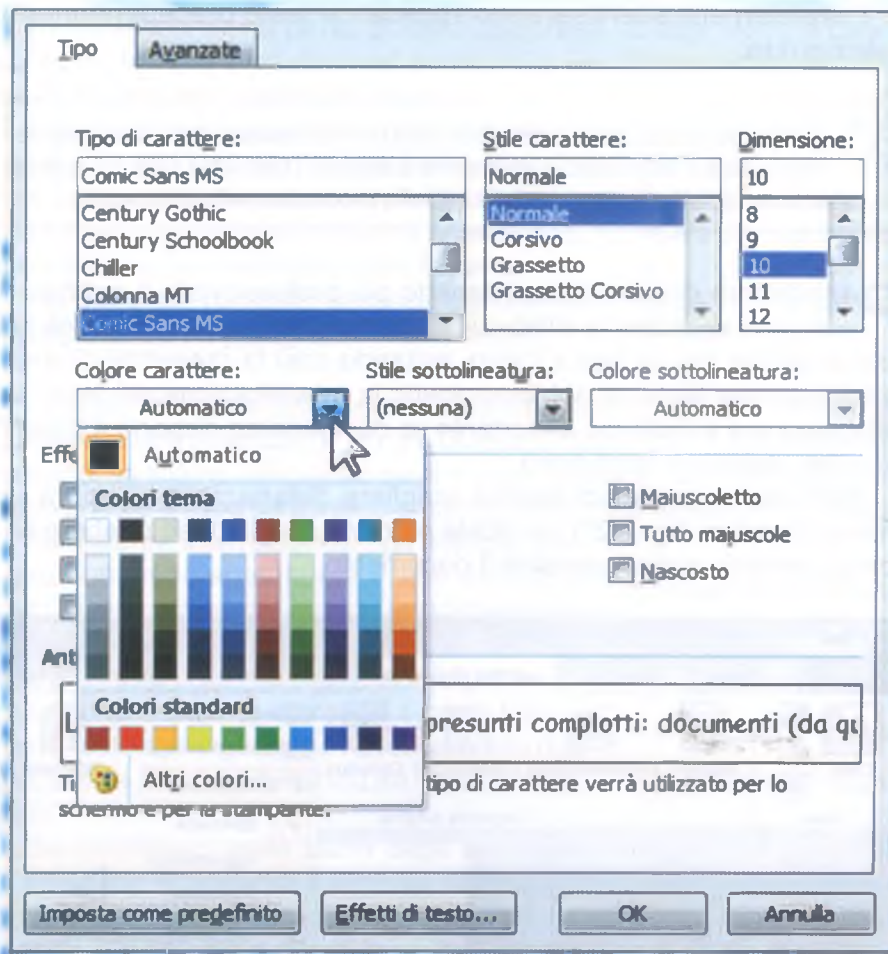 Tipo Avanzate
Tipo di carattere: Stile carattere: Dimensione:
Comic Sans MS Normale 10
Century Gothic Normale 8
Century Schoolbook Corsivo 9
Chiller Grassetto 10
Colonna MT Grassetto Corsivo 11
Comic Sans MS 12
Colore carattere: Stile sottolineatura: Colore sottolineatura:
Automatico (nessuna) Automatico
Effe
Automatico
Colori tema
Maiuscoletto
Tutto maiuscole
Nascosto
Ant
Colori standard
L presunti complotti: documenti (da qu
Altri colori...
Ti tipo di carattere verrà utilizzato per lo
schermo e per la stampante.
Imposta come predefinito Effetti di testo... OK Annulla